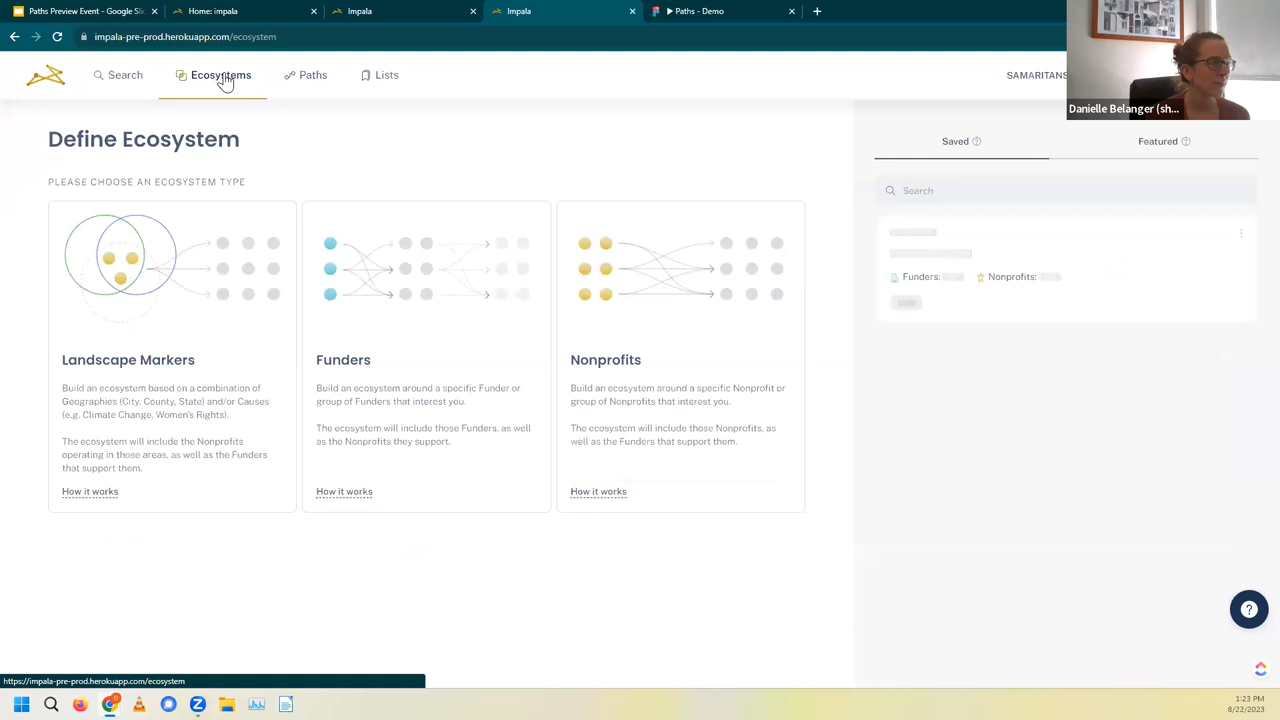 Paths Preview Event - Google Slid
Home: impala
Impala
Impala
Paths - Demo
impala-pre-prod.herokuapp.com/ecosystem
Search
Ecosystems
Paths
Lists
SAMARITANS
Danielle Belanger (sh...
Define Ecosystem
PLEASE CHOOSE AN ECOSYSTEM TYPE
Landscape Markers
Build an ecosystem based on a combination of
Geographies (City, County, State) and/or Causes
(e.g. Climate Change, Women's Rights).
The ecosystem will include the Nonprofits
operating in those areas, as well as the Funders
that support them.
How it works
Funders
Build an ecosystem around a specific Funder or
group of Funders that interest you.
The ecosystem will include those Funders, as well
as the Nonprofits they support.
How it works
Nonprofits
Build an ecosystem around a specific Nonprofit or
group of Nonprofits that interest you.
The ecosystem will include those Nonprofits, as
well as the Funders that support them.
How it works
Saved
Featured
Search
Funders:
Nonprofits:
https://impala-pre-prod.herokuapp.com/ecosystem
1:23 PM
8/22/2023